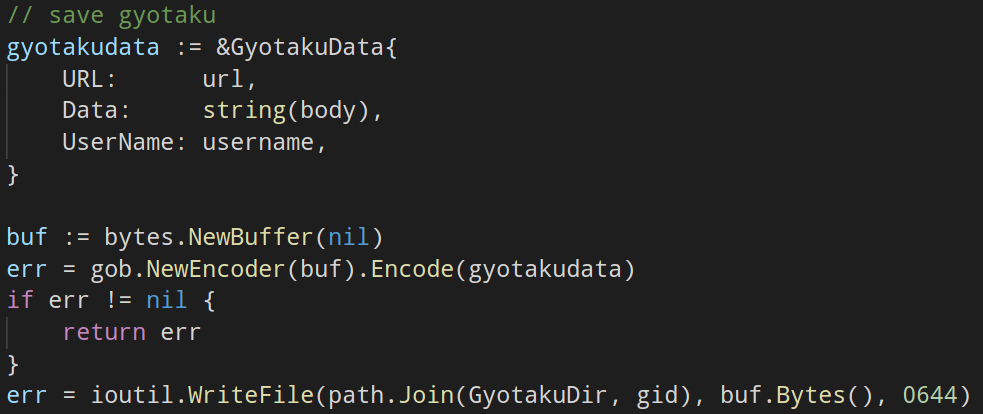 // save gyotaku
gyotakudata := &GyotakuData{
    URL:      url,
    Data:     string(body),
    UserName: username,
}

buf := bytes.NewBuffer(nil)
err = gob.NewEncoder(buf).Encode(gyotakudata)
if err != nil {
    return err
}
err = ioutil.WriteFile(path.Join(GyotakuDir, gid), buf.Bytes(), 0644)